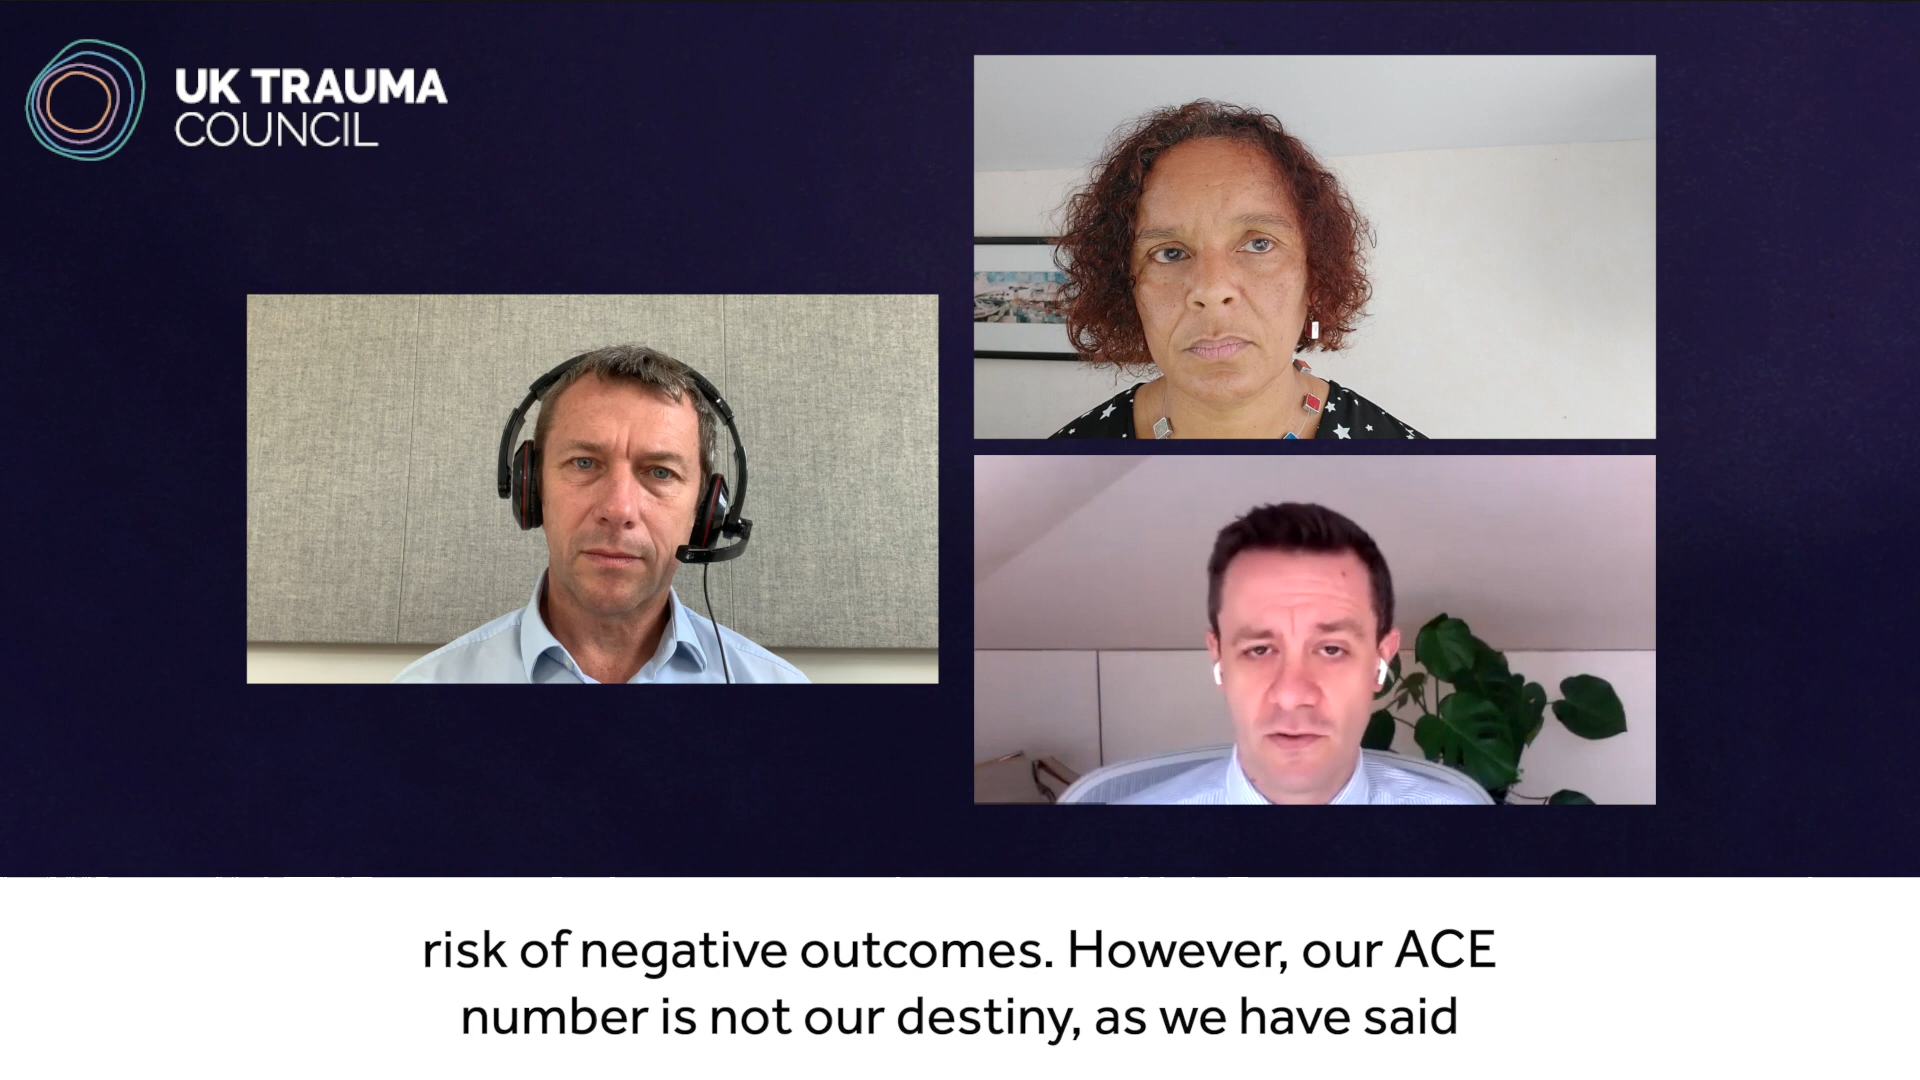 UK TRAUMA
COUNCIL
risk of negative outcomes. However, our ACE
number is not our destiny, as we have said